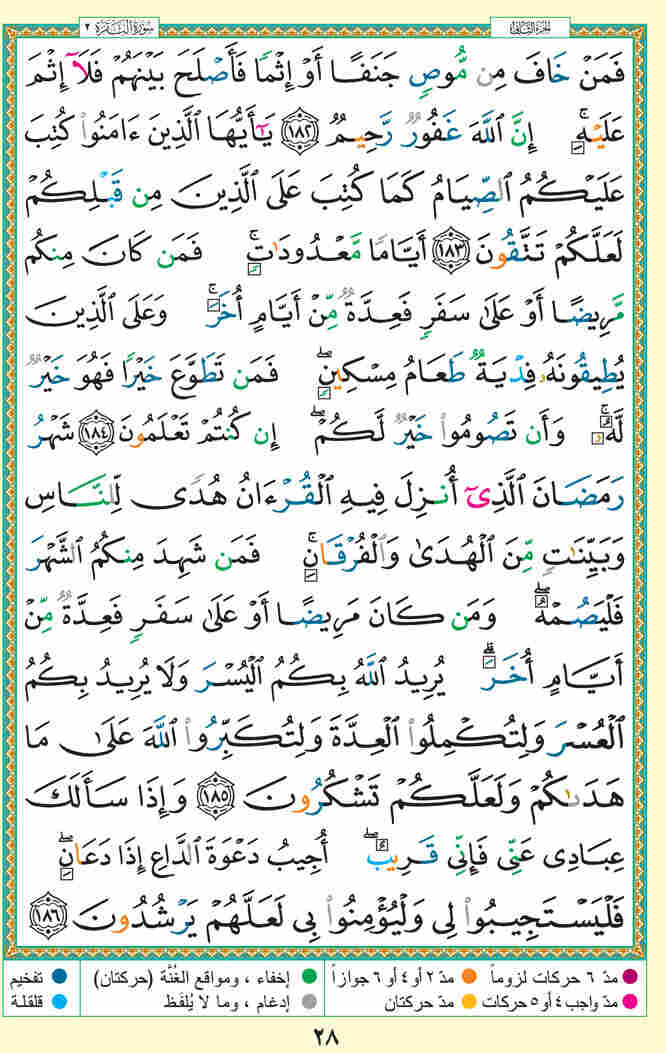 سُورَةُ البَقَرَة ٢
الجزء الثاني
فَمَنْ خَافَ مِن مُّوصٍ جَنَفًا أَوْ إِثْمًا فَأَصْلَحَ بَيْنَهُمْ فَلَآ إِثْمَ
عَلَيْهِ ۚ إِنَّ ٱللَّهَ غَفُورٌ رَّحِيمٌ ١٨٢ يَـٰٓأَيُّهَا ٱلَّذِينَ ءَامَنُوا۟ كُتِبَ
عَلَيْكُمُ ٱلصِّيَامُ كَمَا كُتِبَ عَلَى ٱلَّذِينَ مِن قَبْلِكُمْ
لَعَلَّكُمْ تَتَّقُونَ ١٨٣ أَيَّامًا مَّعْدُودَٰتٍ ۚ فَمَن كَانَ مِنكُم
مَّرِيضًا أَوْ عَلَىٰ سَفَرٍ فَعِدَّةٌ مِّنْ أَيَّامٍ أُخَرَ ۚ وَعَلَى ٱلَّذِينَ
يُطِيقُونَهُۥ فِدْيَةٌ طَعَامُ مِسْكِينٍ ۖ فَمَن تَطَوَّعَ خَيْرًا فَهُوَ خَيْرٌ
لَّهُۥ ۚ وَأَن تَصُومُوا۟ خَيْرٌ لَّكُمْ ۖ إِن كُنتُمْ تَعْلَمُونَ ١٨٤ شَهْرُ
رَمَضَانَ ٱلَّذِىٓ أُنزِلَ فِيهِ ٱلْقُرْءَانُ هُدًى لِّلنَّاسِ
وَبَيِّنَـٰتٍ مِّنَ ٱلْهُدَىٰ وَٱلْفُرْقَانِ ۚ فَمَن شَهِدَ مِنكُمُ ٱلشَّهْرَ
فَلْيَصُمْهُ ۖ وَمَن كَانَ مَرِيضًا أَوْ عَلَىٰ سَفَرٍ فَعِدَّةٌ مِّنْ
أَيَّامٍ أُخَرَ ۗ يُرِيدُ ٱللَّهُ بِكُمُ ٱلْيُسْرَ وَلَا يُرِيدُ بِكُمُ
ٱلْعُسْرَ وَلِتُكْمِلُوا۟ ٱلْعِدَّةَ وَلِتُكَبِّرُوا۟ ٱللَّهَ عَلَىٰ مَا
هَدَىٰكُمْ وَلَعَلَّكُمْ تَشْكُرُونَ ١٨٥ وَإِذَا سَأَلَكَ
عِبَادِى عَنِّى فَإِنِّى قَرِيبٌ ۖ أُجِيبُ دَعْوَةَ ٱلدَّاعِ إِذَا دَعَانِ ۖ
فَلْيَسْتَجِيبُوا۟ لِى وَلْيُؤْمِنُوا۟ بِى لَعَلَّهُمْ يَرْشُدُونَ ١٨٦
مدّ ٦ حركات لزوماً مدّ ٢ أو ٤ أو ٦ جوازاً إخفاء ، ومواقع الغُنَّة (حركتان) تفخيم
مدّ واجب ٤ أو ٥ حركات مدّ حركتان إدغام ، وما لا يُلفَظ قلقلة
٢٨